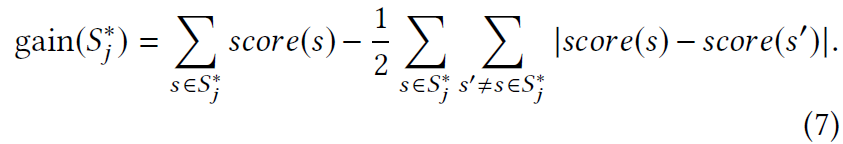 gain(S*_j) = ∑_{s∈S*_j} score(s) − 1/2 ∑_{s∈S*_j} ∑_{s′≠s∈S*_j} |score(s) − score(s′)|.
(7)